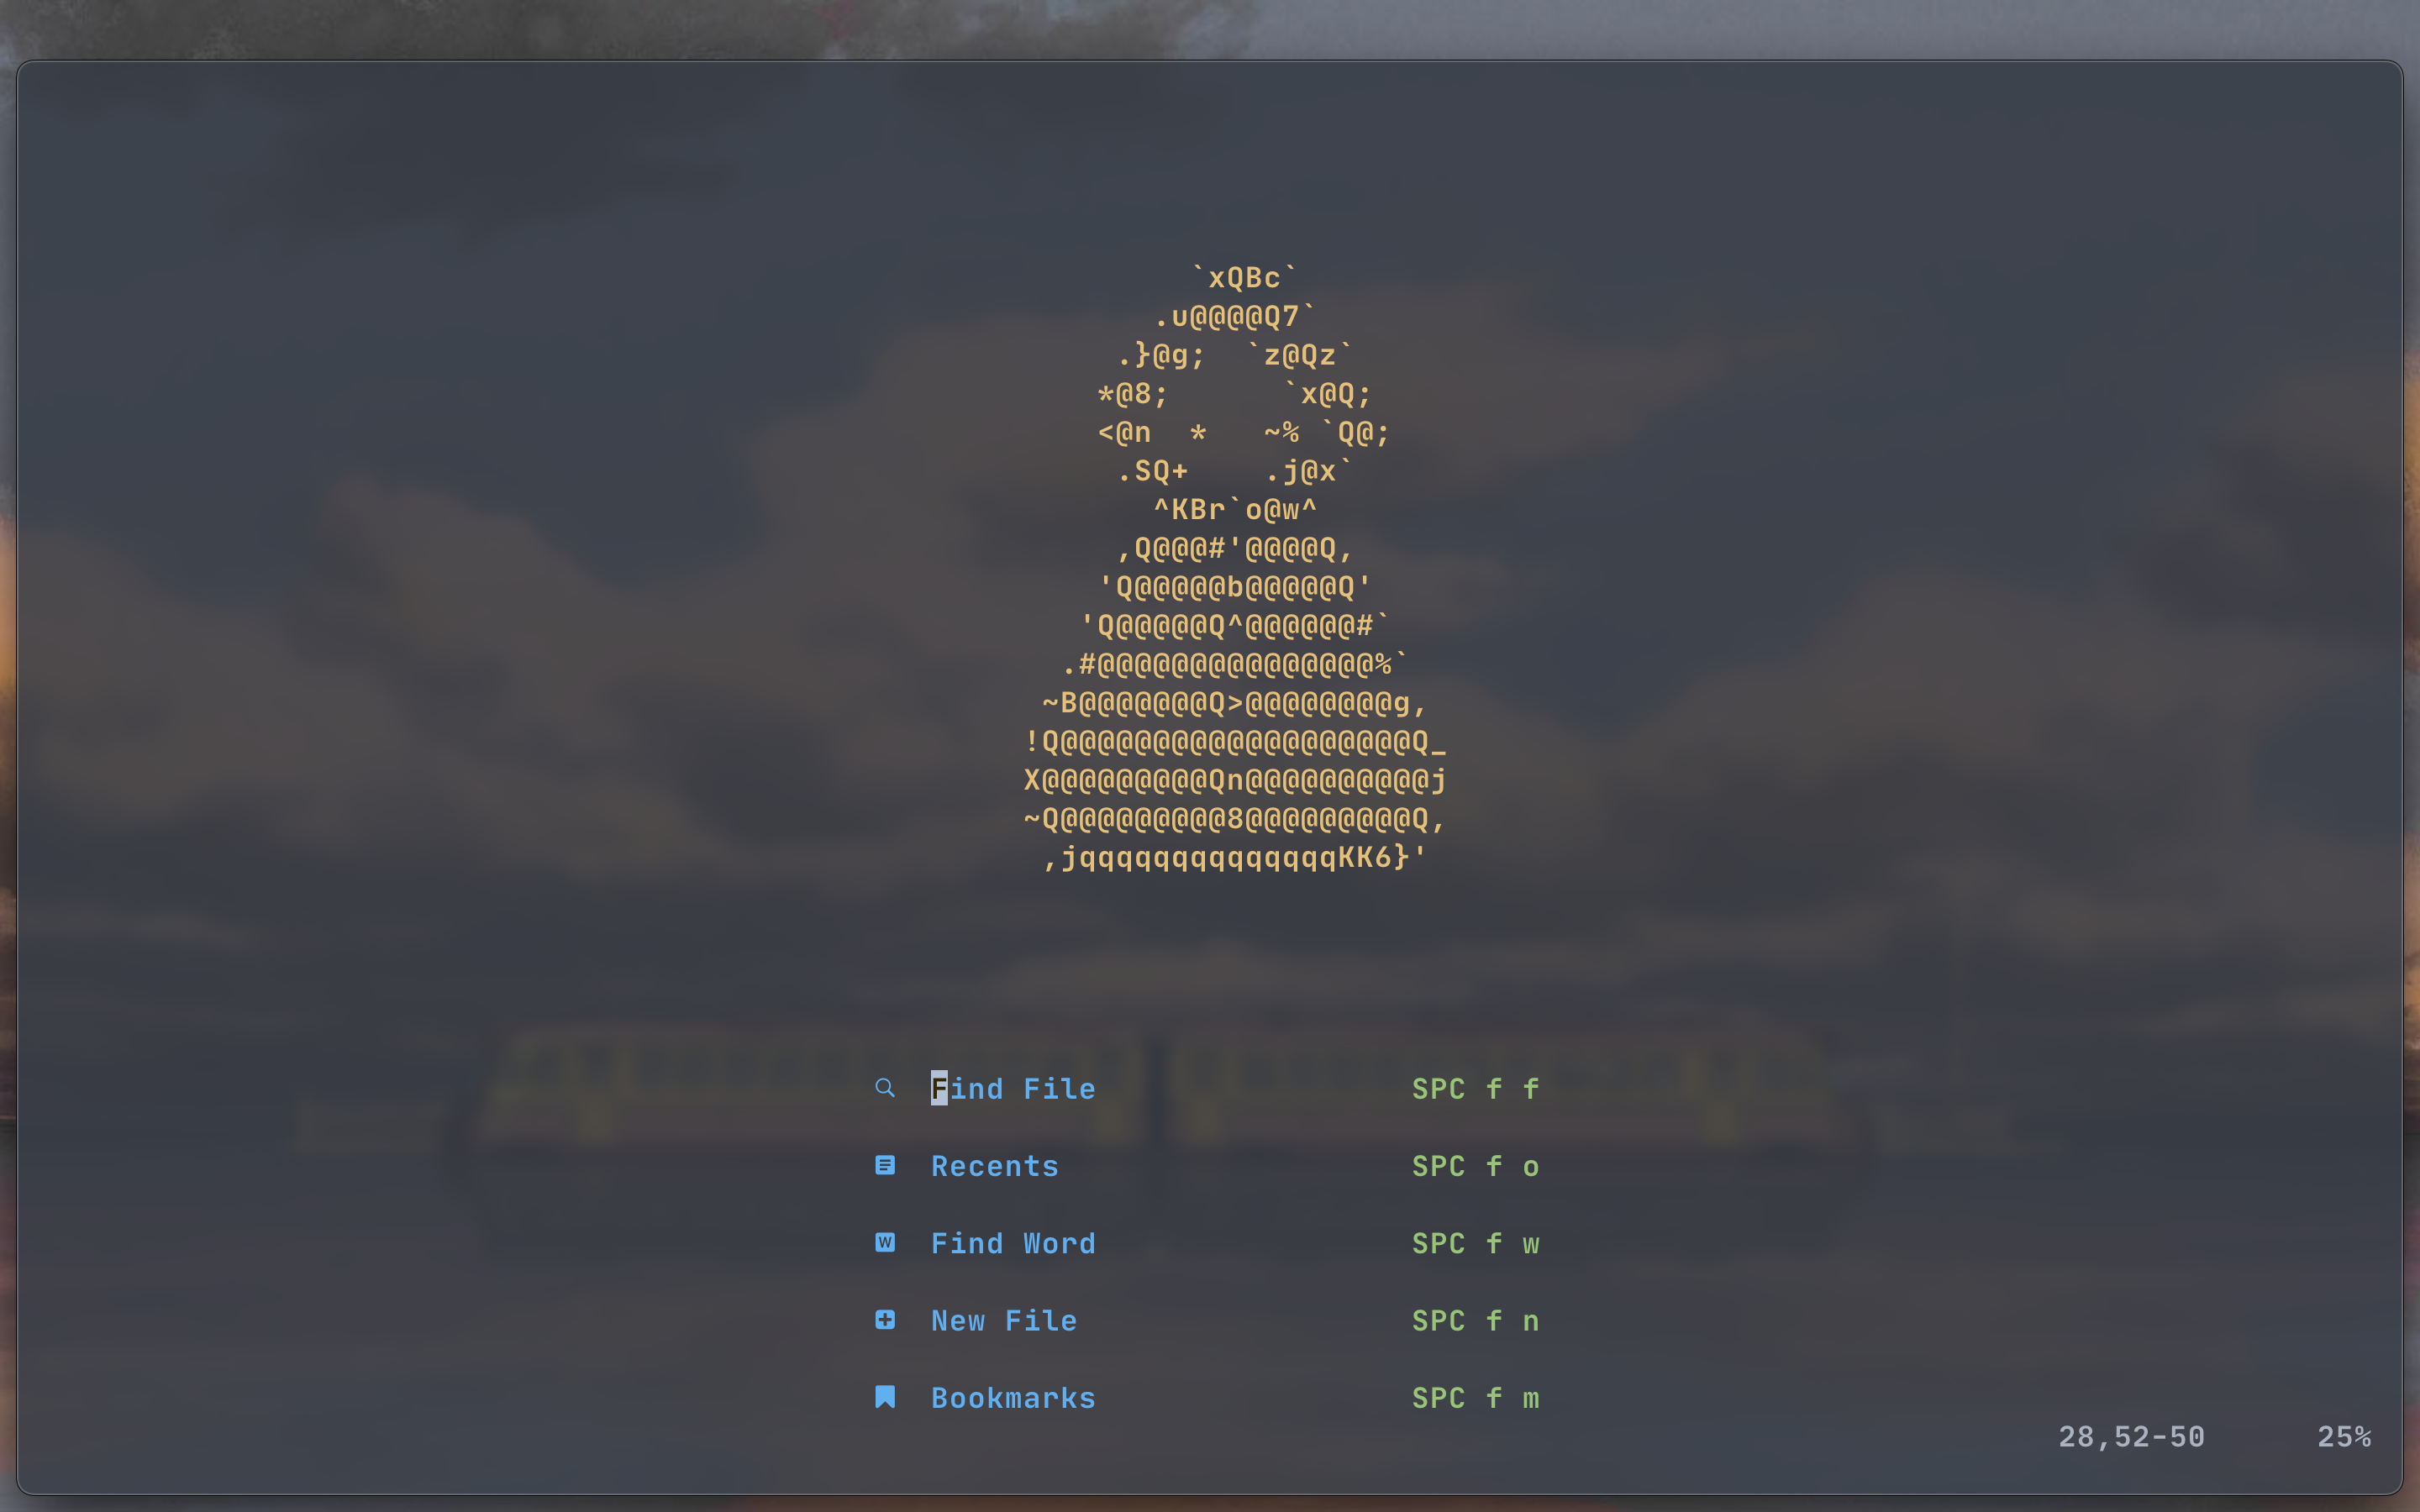 `xQBc`
.u@@@@Q7`
.}@g;  `z@Qz`
*@8;      `x@Q;
<@n  *   ~% `Q@;
.SQ+    .j@x`
^KBr`o@w^
,Q@@@#'@@@@Q,
'Q@@@@@b@@@@@Q'
'Q@@@@@Q^@@@@@@#`
.#@@@@@@@@@@@@@@@%`
~B@@@@@@@Q>@@@@@@@@g,
!Q@@@@@@@@@@@@@@@@@@@Q_
X@@@@@@@@@Qn@@@@@@@@@@j
~Q@@@@@@@@@8@@@@@@@@@Q,
,jqqqqqqqqqqqqqqKK6}'
Find File SPC f f
Recents SPC f o
W Find Word SPC f w
New File SPC f n
Bookmarks SPC f m
28,52-50 25%